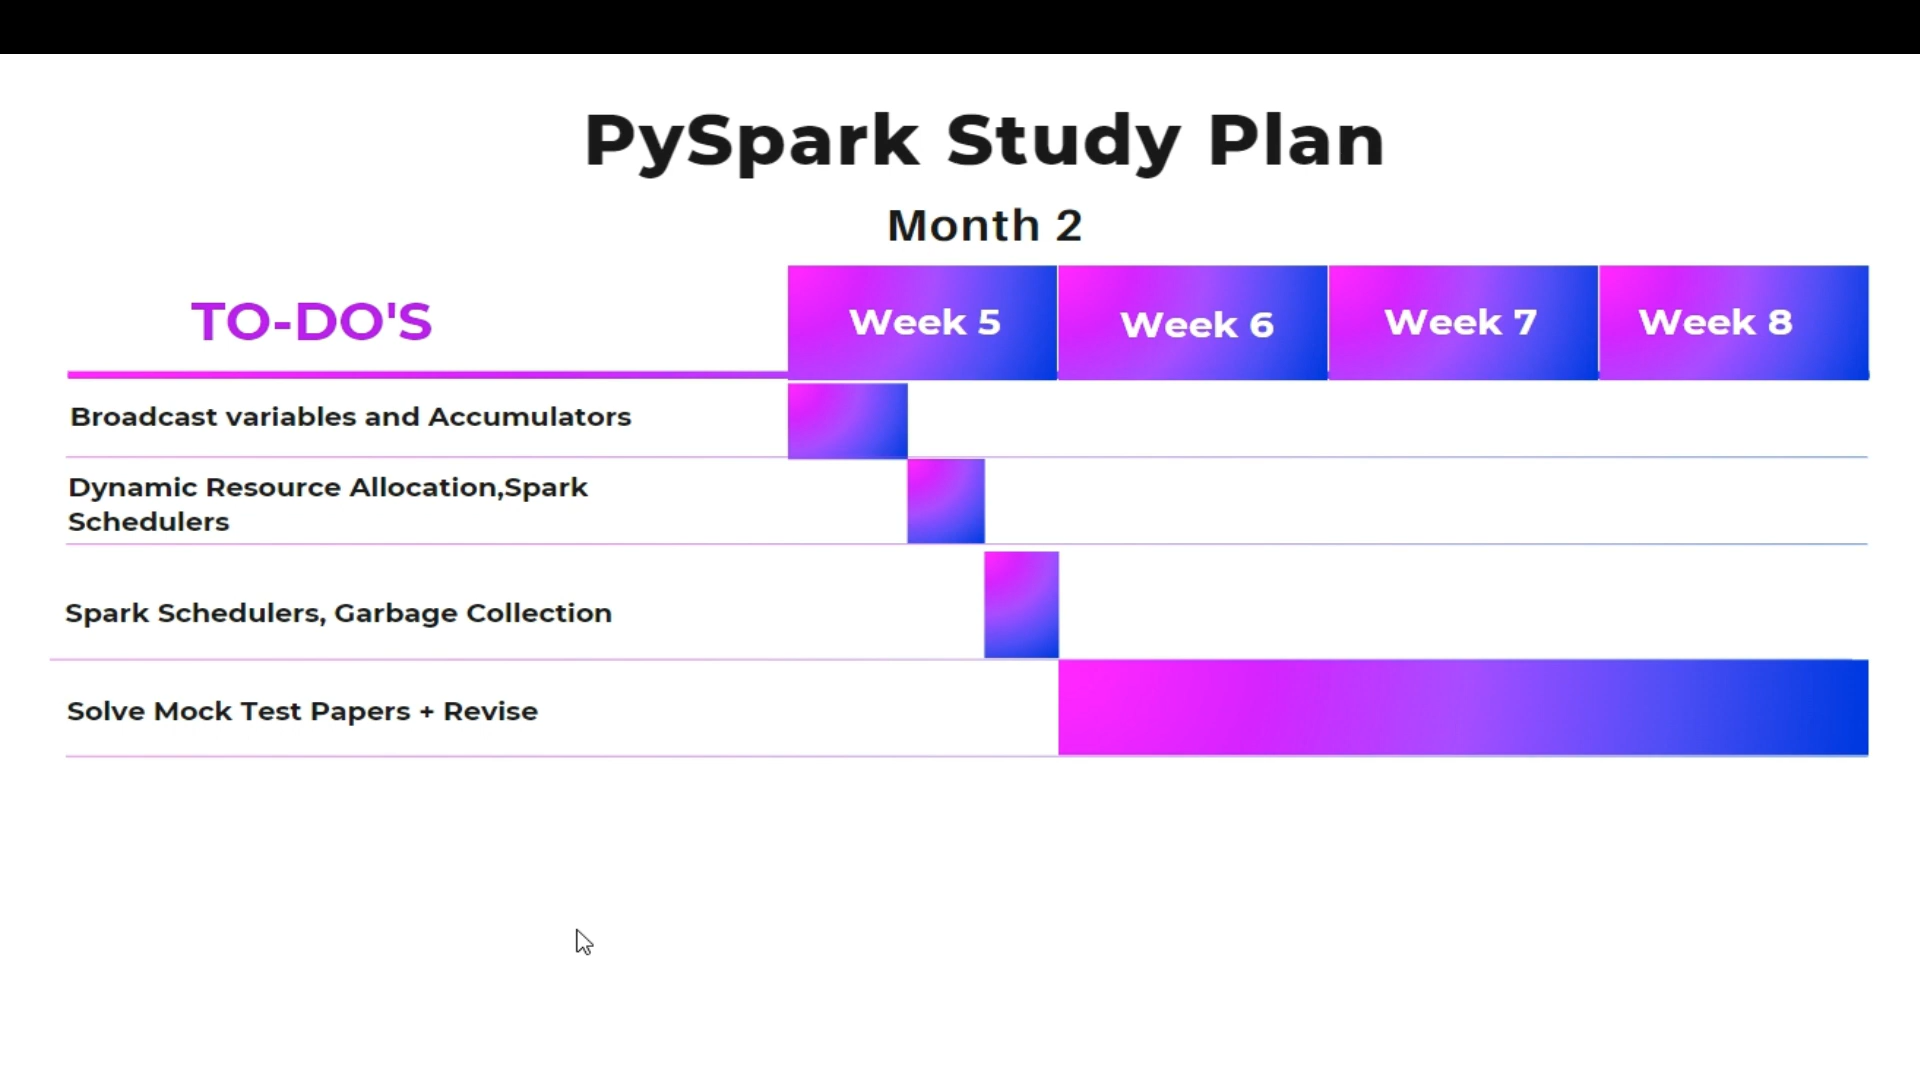 PySpark Study Plan
Month 2
TO-DO'S
Week 5
Week 6
Week 7
Week 8
Broadcast variables and Accumulators
Dynamic Resource Allocation,Spark
Schedulers
Spark Schedulers, Garbage Collection
Solve Mock Test Papers + Revise